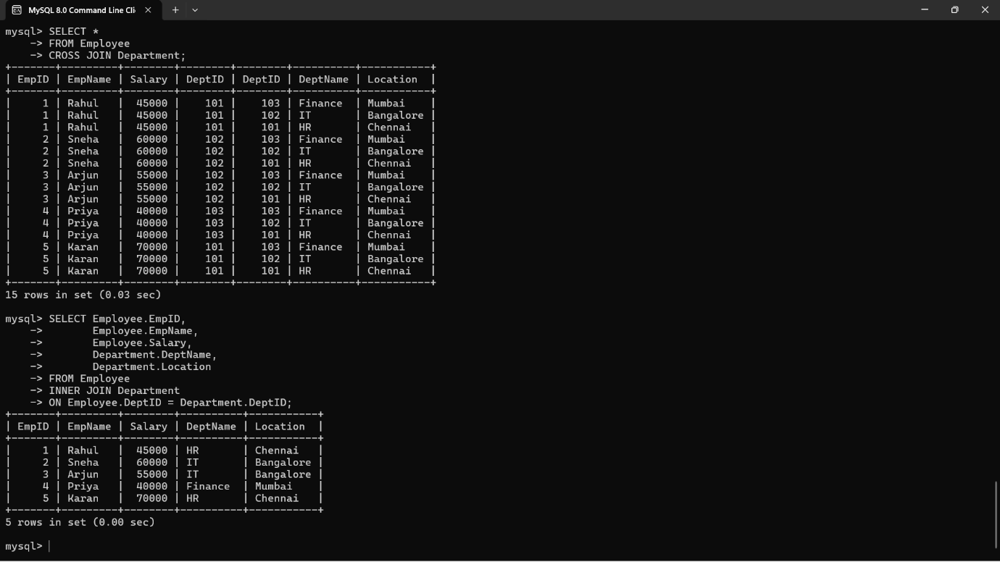 MySQL 8.0 Command Line Cli
mysql> SELECT *
    -> FROM Employee
    -> CROSS JOIN Department;
+-------+---------+--------+--------+--------+----------+-----------+
| EmpID | EmpName | Salary | DeptID | DeptID | DeptName | Location  |
+-------+---------+--------+--------+--------+----------+-----------+
|     1 | Rahul   |  45000 |    101 |    103 | Finance  | Mumbai    |
|     1 | Rahul   |  45000 |    101 |    102 | IT       | Bangalore |
|     1 | Rahul   |  45000 |    101 |    101 | HR       | Chennai   |
|     2 | Sneha   |  60000 |    102 |    103 | Finance  | Mumbai    |
|     2 | Sneha   |  60000 |    102 |    102 | IT       | Bangalore |
|     2 | Sneha   |  60000 |    102 |    101 | HR       | Chennai   |
|     3 | Arjun   |  55000 |    102 |    103 | Finance  | Mumbai    |
|     3 | Arjun   |  55000 |    102 |    102 | IT       | Bangalore |
|     3 | Arjun   |  55000 |    102 |    101 | HR       | Chennai   |
|     4 | Priya   |  40000 |    103 |    103 | Finance  | Mumbai    |
|     4 | Priya   |  40000 |    103 |    102 | IT       | Bangalore |
|     4 | Priya   |  40000 |    103 |    101 | HR       | Chennai   |
|     5 | Karan   |  70000 |    101 |    103 | Finance  | Mumbai    |
|     5 | Karan   |  70000 |    101 |    102 | IT       | Bangalore |
|     5 | Karan   |  70000 |    101 |    101 | HR       | Chennai   |
+-------+---------+--------+--------+--------+----------+-----------+
15 rows in set (0.03 sec)

mysql> SELECT Employee.EmpID,
    ->        Employee.EmpName,
    ->        Employee.Salary,
    ->        Department.DeptName,
    ->        Department.Location
    -> FROM Employee
    -> INNER JOIN Department
    -> ON Employee.DeptID = Department.DeptID;
+-------+---------+--------+----------+-----------+
| EmpID | EmpName | Salary | DeptName | Location  |
+-------+---------+--------+----------+-----------+
|     1 | Rahul   |  45000 | HR       | Chennai   |
|     2 | Sneha   |  60000 | IT       | Bangalore |
|     3 | Arjun   |  55000 | IT       | Bangalore |
|     4 | Priya   |  40000 | Finance  | Mumbai    |
|     5 | Karan   |  70000 | HR       | Chennai   |
+-------+---------+--------+----------+-----------+
5 rows in set (0.00 sec)

mysql>